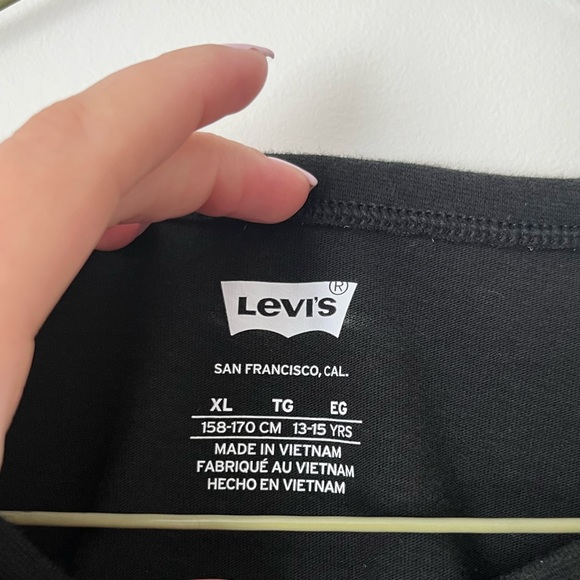 Levi's ®
SAN FRANCISCO, CAL.
XL TG EG
158-170 CM 13-15 YRS
MADE IN VIETNAM
FABRIQUÉ AU VIETNAM
HECHO EN VIETNAM